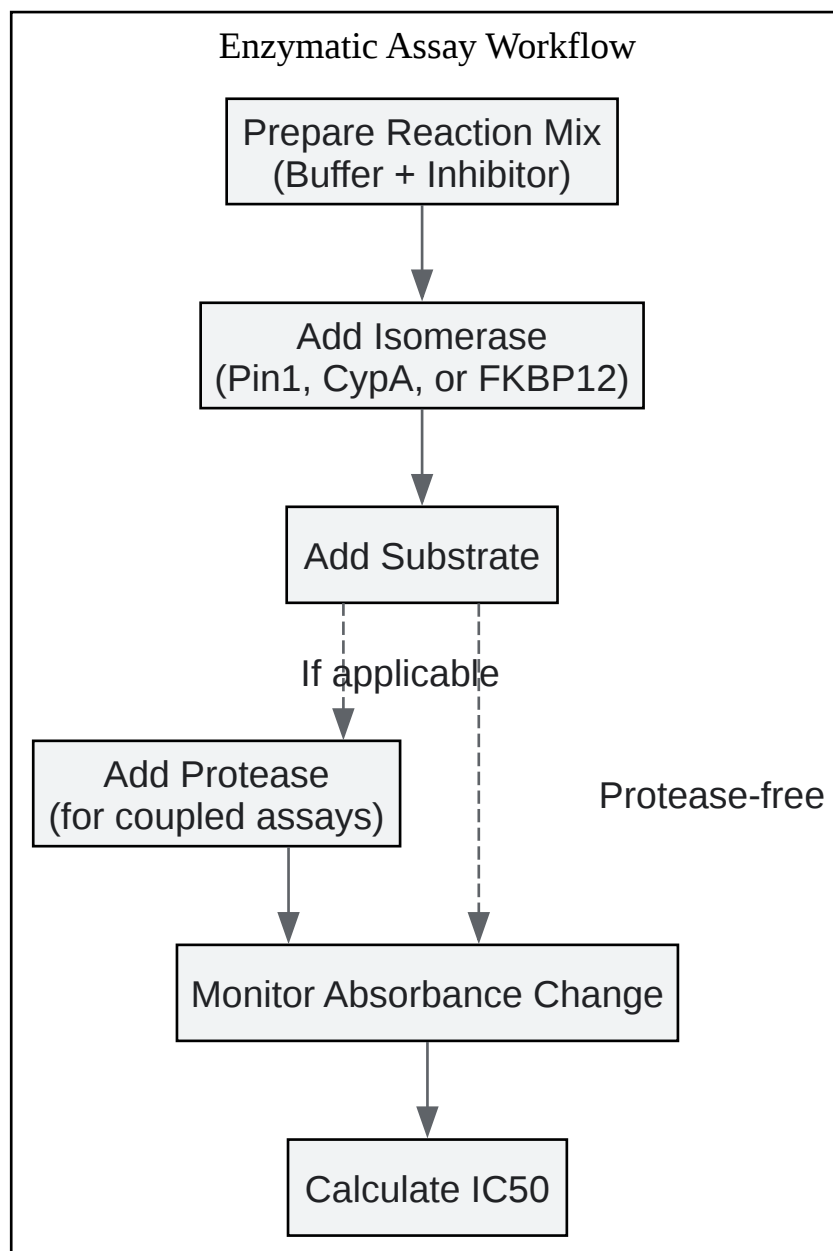 Enzymatic Assay Workflow
Prepare Reaction Mix
(Buffer + Inhibitor)
Add Isomerase
(Pin1, CypA, or FKBP12)
Add Substrate
If applicable
Add Protease
(for coupled assays)
Protease-free
Monitor Absorbance Change
Calculate IC50